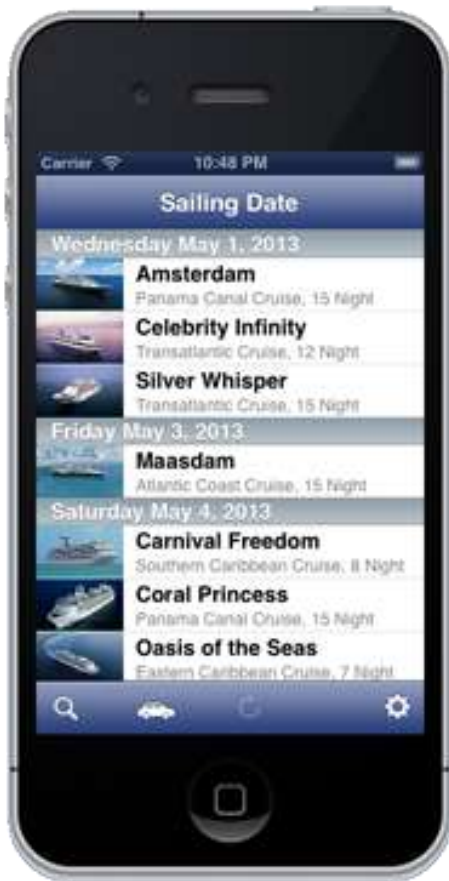 Carrier 10:48 PM
Sailing Date
Wednesday May 1, 2013
Amsterdam
Panama Canal Cruise, 15 Night
Celebrity Infinity
Transatlantic Cruise, 12 Night
Silver Whisper
Transatlantic Cruise, 15 Night
Friday May 3, 2013
Maasdam
Atlantic Coast Cruise, 15 Night
Saturday May 4, 2013
Carnival Freedom
Southern Caribbean Cruise, 8 Night
Coral Princess
Panama Canal Cruise, 15 Night
Oasis of the Seas
Eastern Caribbean Cruise, 7 Night